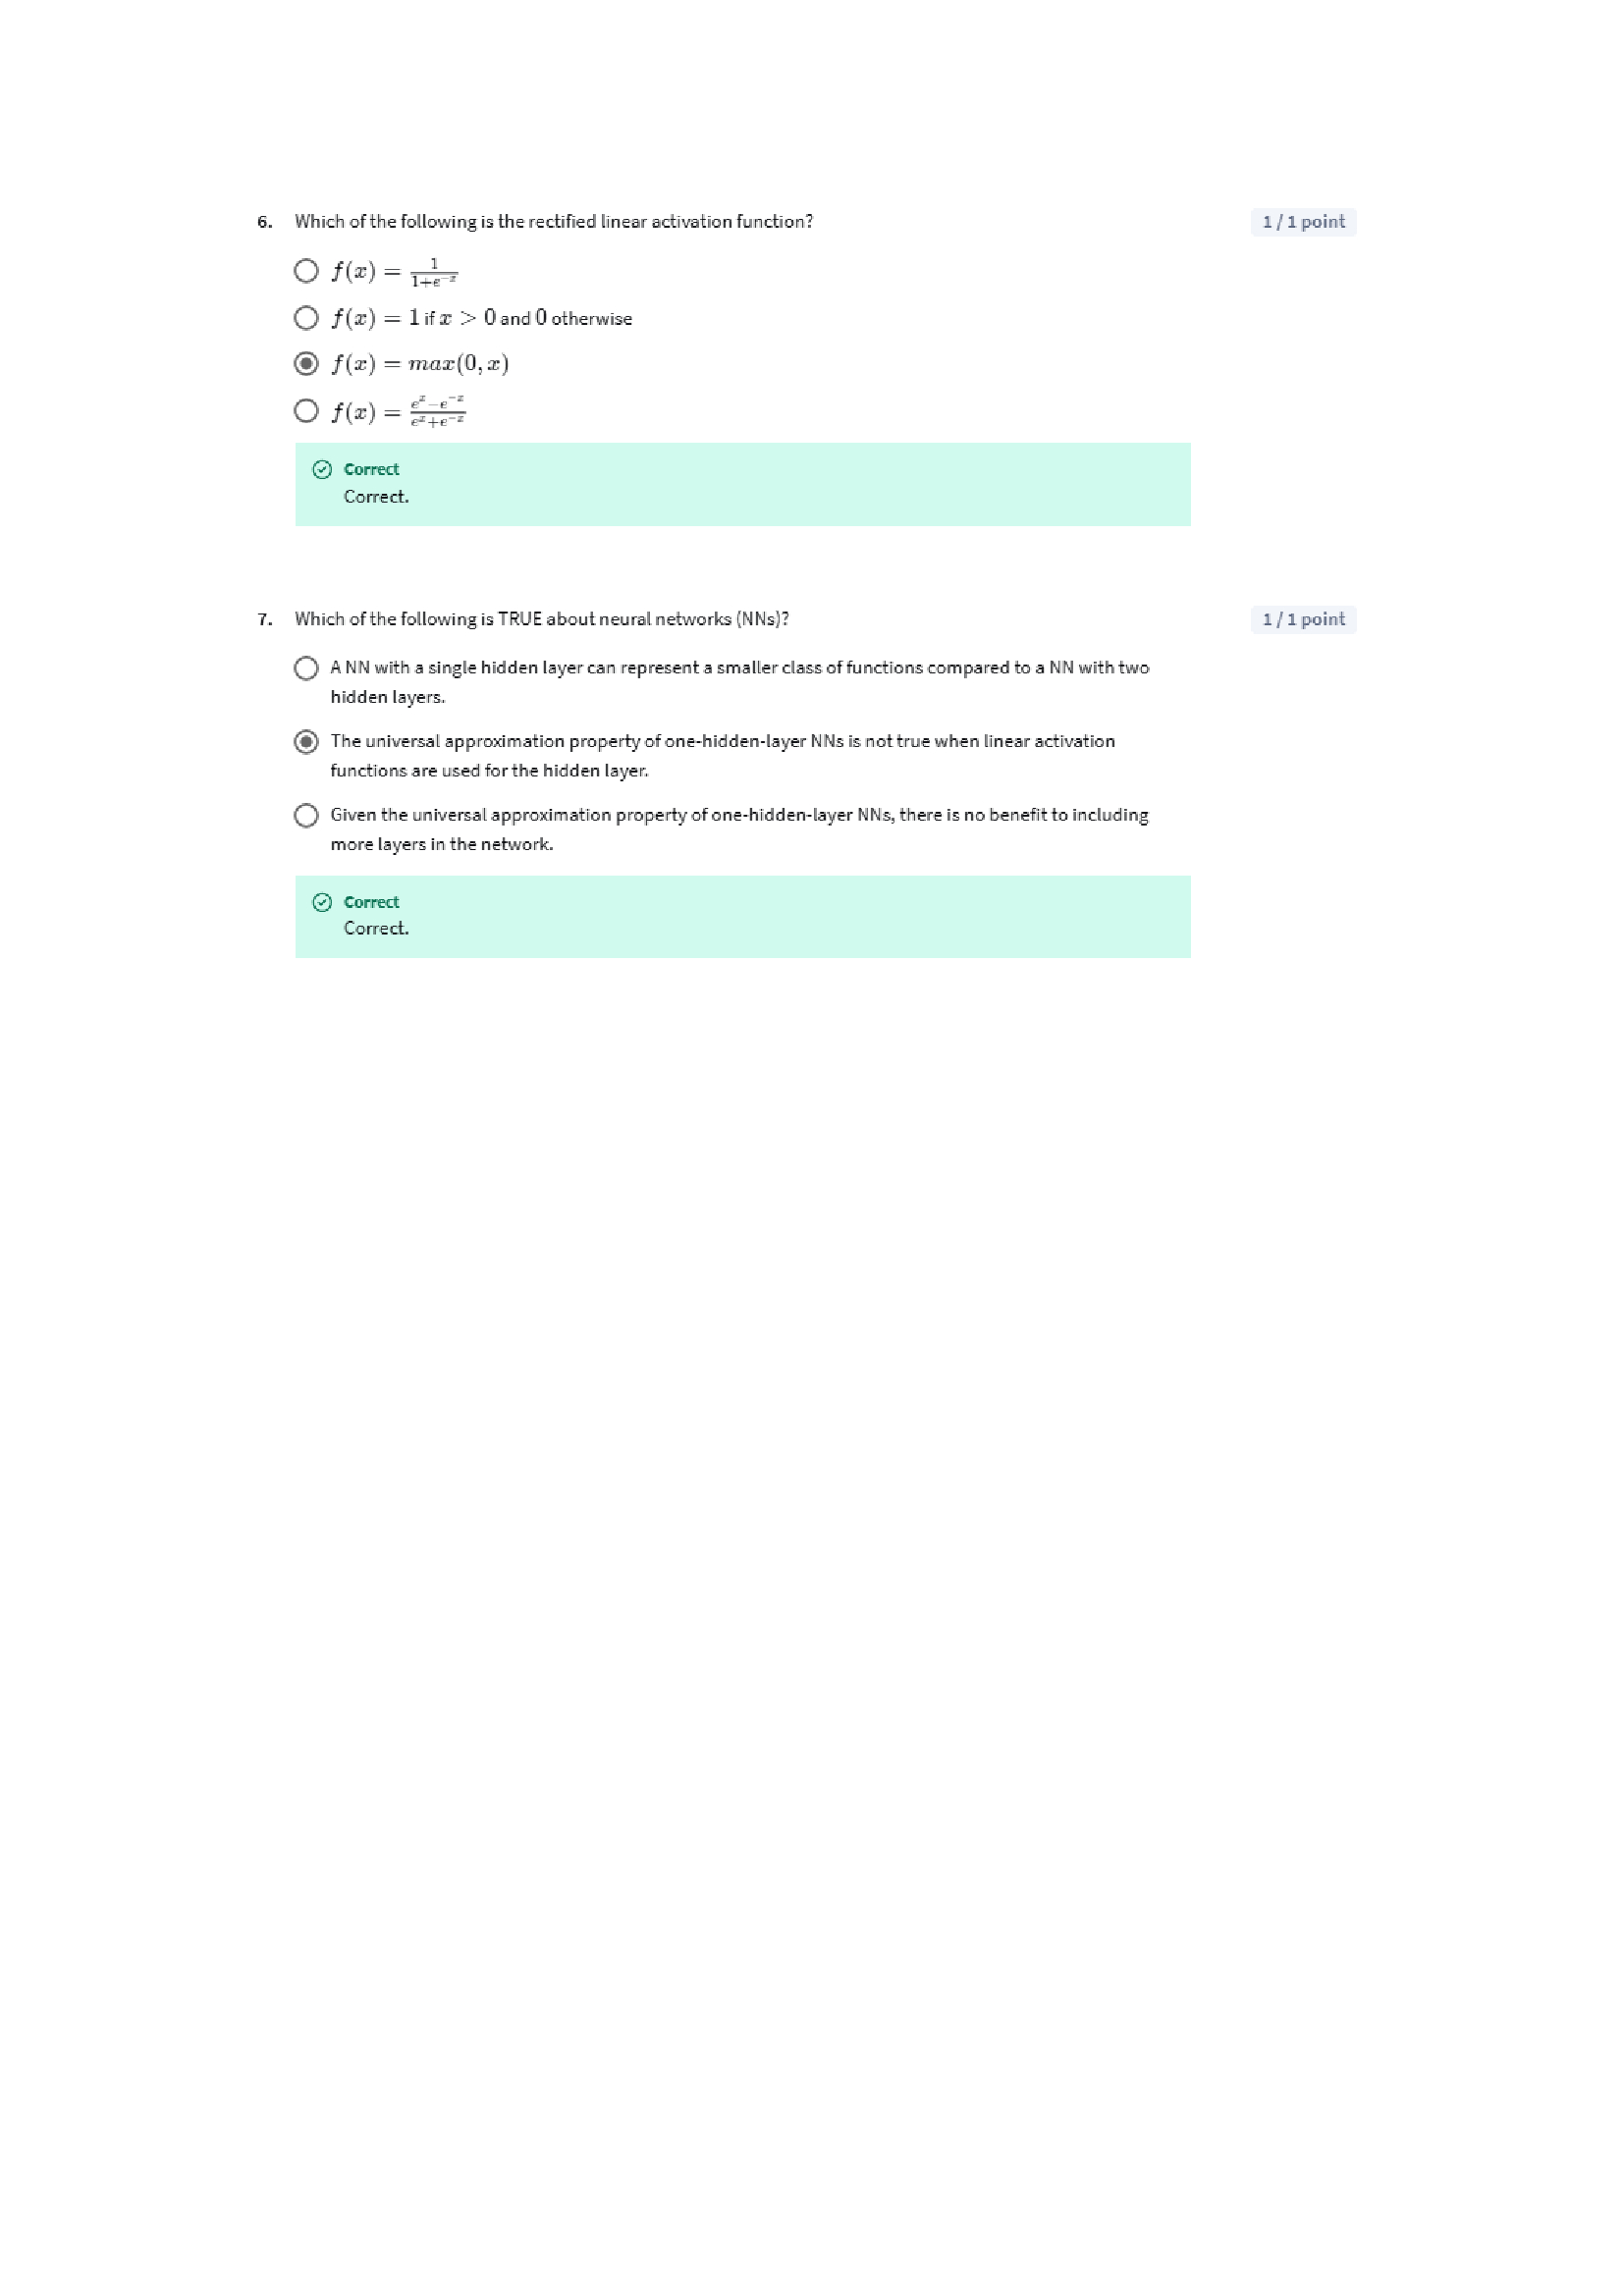 6. Which of the following is the rectified linear activation function? 1 / 1 point
f(x) = \frac{1}{1+e^{-x}}
f(x) = 1 if x > 0 and 0 otherwise
f(x) = max(0, x)
f(x) = \frac{e^x-e^{-x}}{e^x+e^{-x}}
Correct
Correct.
7. Which of the following is TRUE about neural networks (NNs)? 1 / 1 point
A NN with a single hidden layer can represent a smaller class of functions compared to a NN with two
hidden layers.
The universal approximation property of one-hidden-layer NNs is not true when linear activation
functions are used for the hidden layer.
Given the universal approximation property of one-hidden-layer NNs, there is no benefit to including
more layers in the network.
Correct
Correct.